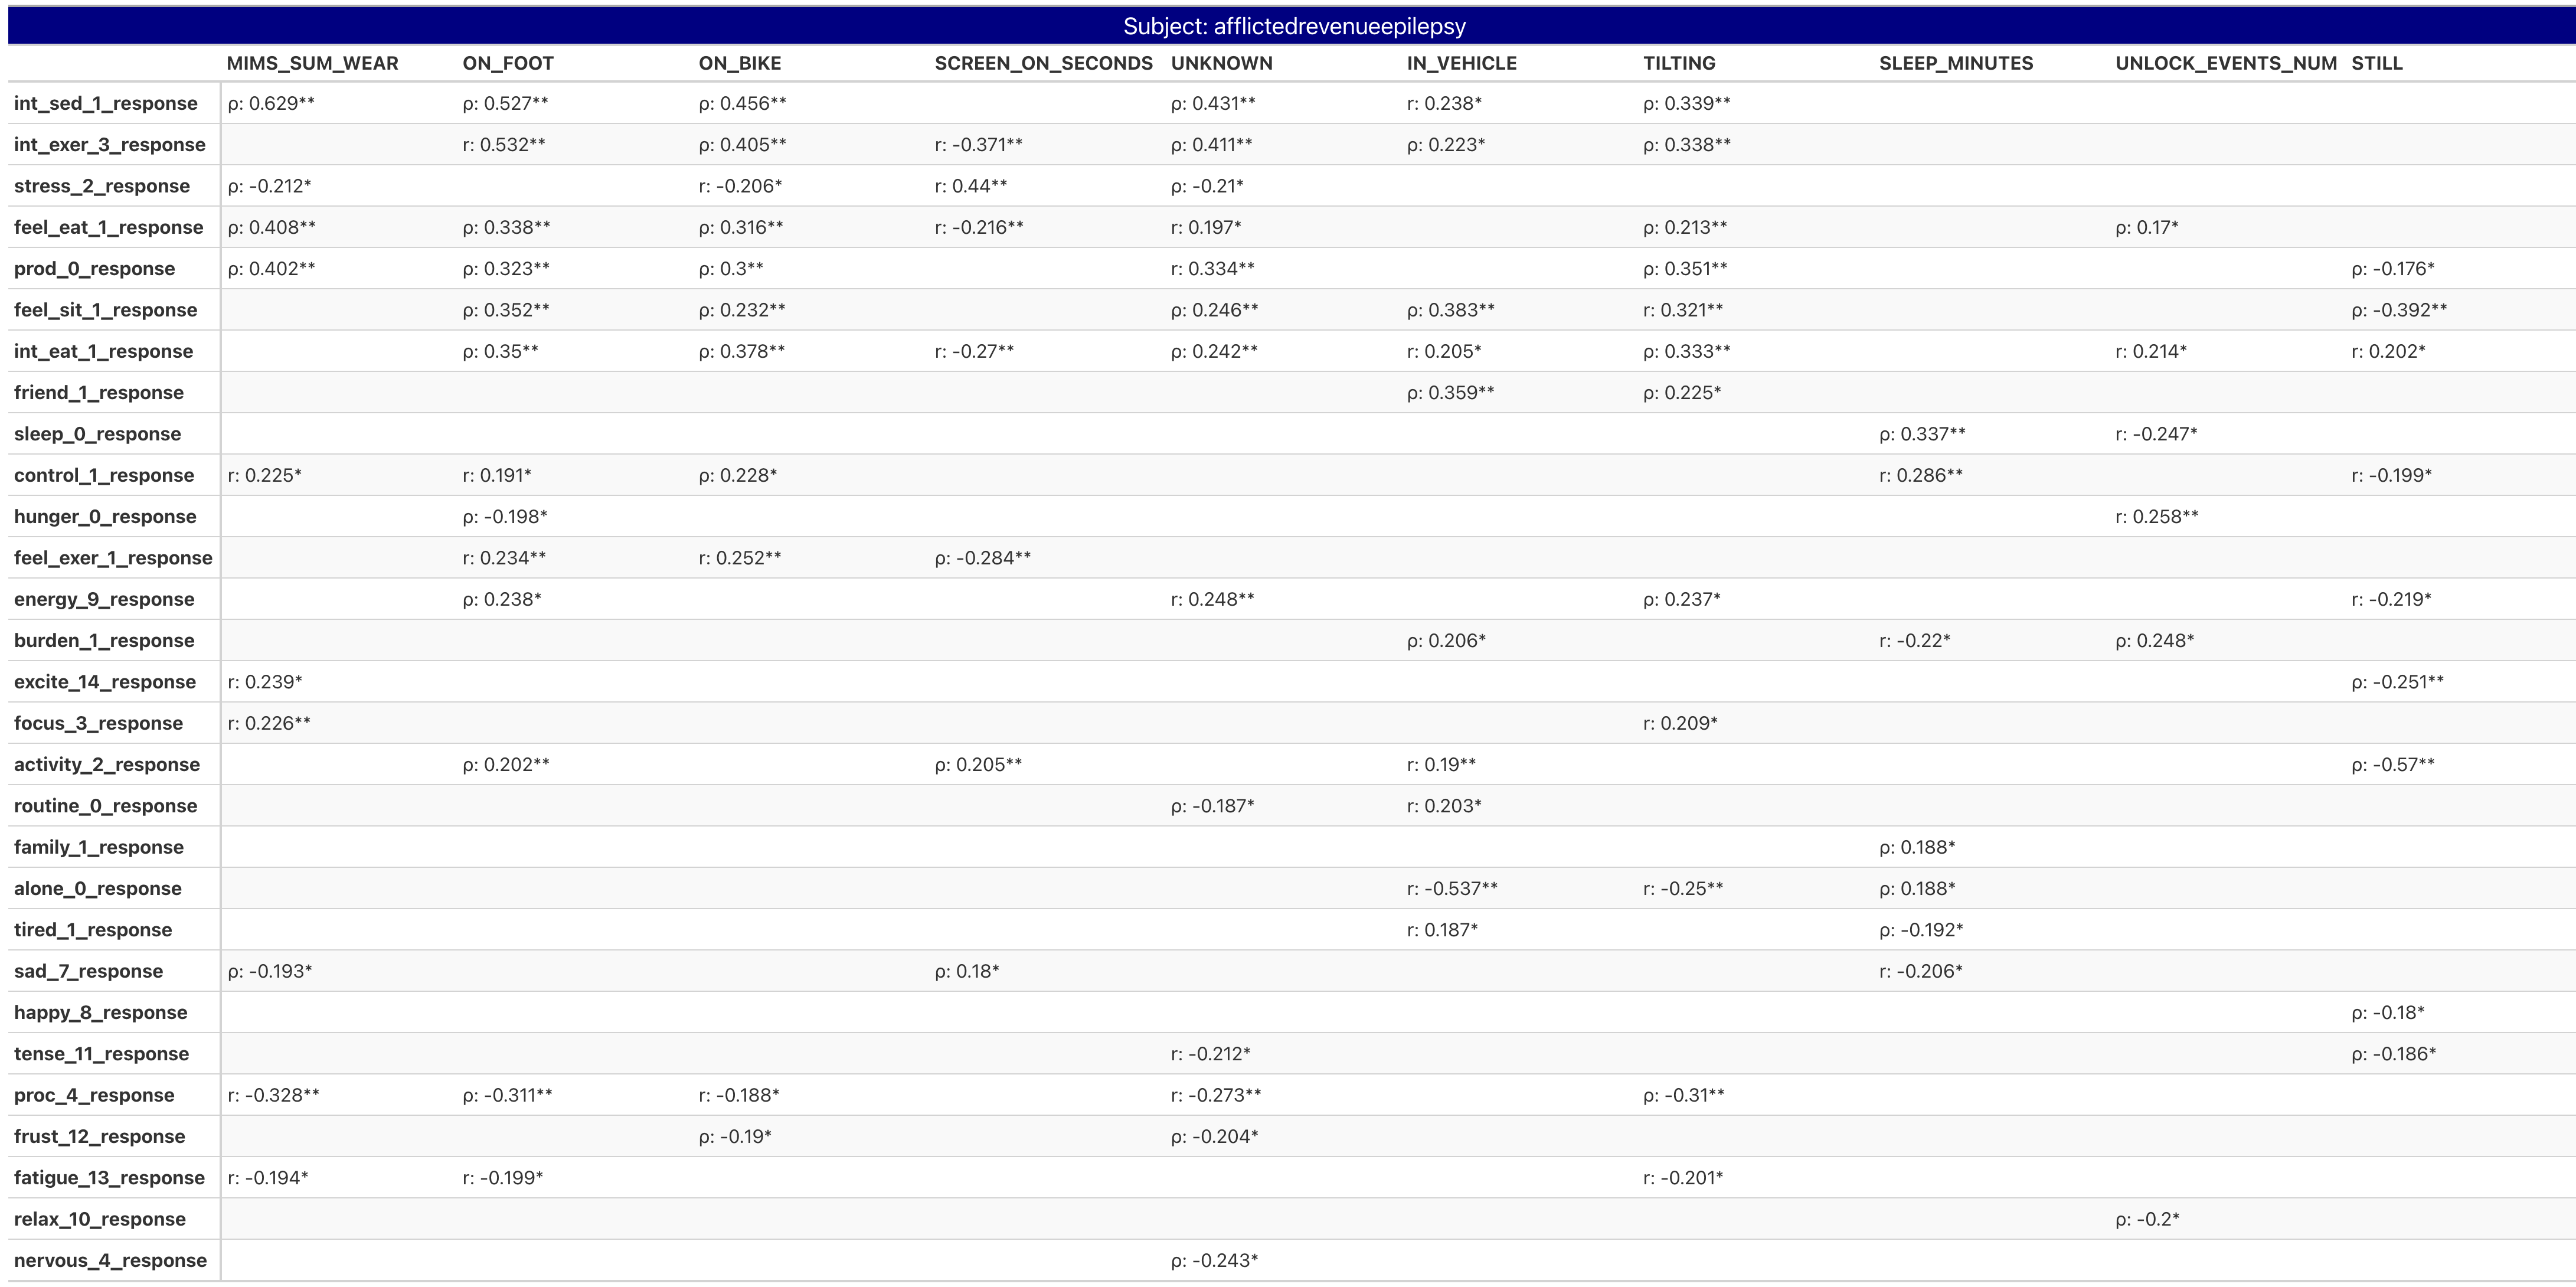 Subject: afflictedrevenueepilepsy
MIMS_SUM_WEAR ON_FOOT ON_BIKE SCREEN_ON_SECONDS UNKNOWN IN_VEHICLE TILTING SLEEP_MINUTES UNLOCK_EVENTS_NUM STILL
int_sed_1_response ρ: 0.629** ρ: 0.527** ρ: 0.456** ρ: 0.431** r: 0.238* ρ: 0.339**
int_exer_3_response r: 0.532** ρ: 0.405** r: -0.371** ρ: 0.411** ρ: 0.223* ρ: 0.338**
stress_2_response ρ: -0.212* r: -0.206* r: 0.44** ρ: -0.21*
feel_eat_1_response ρ: 0.408** ρ: 0.338** ρ: 0.316** r: -0.216** r: 0.197* ρ: 0.213** ρ: 0.17*
prod_0_response ρ: 0.402** ρ: 0.323** ρ: 0.3** r: 0.334** ρ: 0.351** ρ: -0.176*
feel_sit_1_response ρ: 0.352** ρ: 0.232** ρ: 0.246** ρ: 0.383** r: 0.321** ρ: -0.392**
int_eat_1_response ρ: 0.35** ρ: 0.378** r: -0.27** ρ: 0.242** r: 0.205* ρ: 0.333** r: 0.214* r: 0.202*
friend_1_response ρ: 0.359** ρ: 0.225*
sleep_0_response ρ: 0.337** r: -0.247*
control_1_response r: 0.225* r: 0.191* ρ: 0.228* r: 0.286** r: -0.199*
hunger_0_response ρ: -0.198* r: 0.258**
feel_exer_1_response r: 0.234** r: 0.252** ρ: -0.284**
energy_9_response ρ: 0.238* r: 0.248** ρ: 0.237* r: -0.219*
burden_1_response ρ: 0.206* r: -0.22* ρ: 0.248*
excite_14_response r: 0.239* ρ: -0.251**
focus_3_response r: 0.226** r: 0.209*
activity_2_response ρ: 0.202** ρ: 0.205** r: 0.19** ρ: -0.57**
routine_0_response ρ: -0.187* r: 0.203*
family_1_response ρ: 0.188*
alone_0_response r: -0.537** r: -0.25** ρ: 0.188*
tired_1_response r: 0.187* ρ: -0.192*
sad_7_response ρ: -0.193* ρ: 0.18* r: -0.206*
happy_8_response ρ: -0.18*
tense_11_response r: -0.212* ρ: -0.186*
proc_4_response r: -0.328** ρ: -0.311** r: -0.188* r: -0.273** ρ: -0.31**
frust_12_response ρ: -0.19* ρ: -0.204*
fatigue_13_response r: -0.194* r: -0.199* r: -0.201*
relax_10_response ρ: -0.2*
nervous_4_response ρ: -0.243*